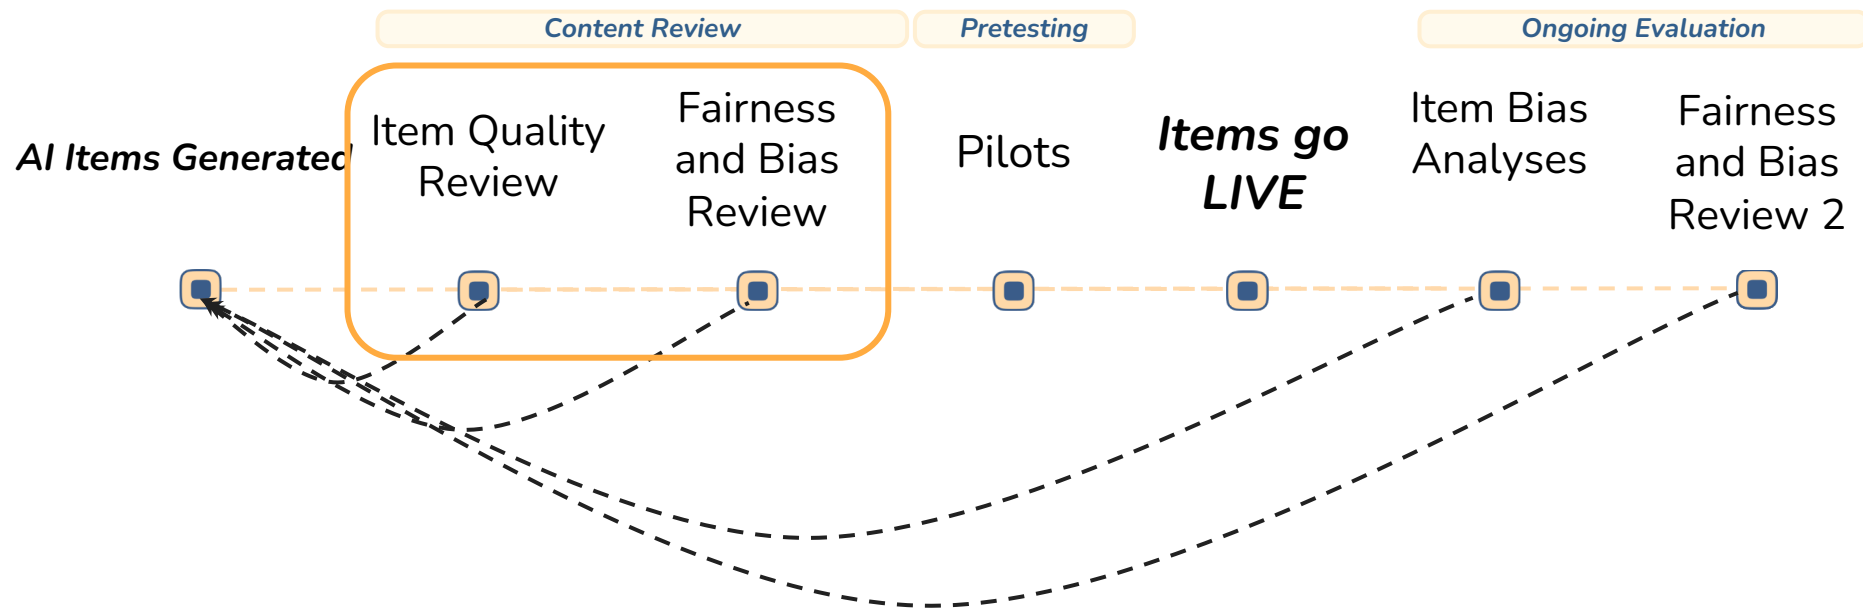 Content Review
Pretesting
Ongoing Evaluation
AI Items Generated
Item Quality
Review
Fairness
and Bias
Review
Pilots
Items go
LIVE
Item Bias
Analyses
Fairness
and Bias
Review 2